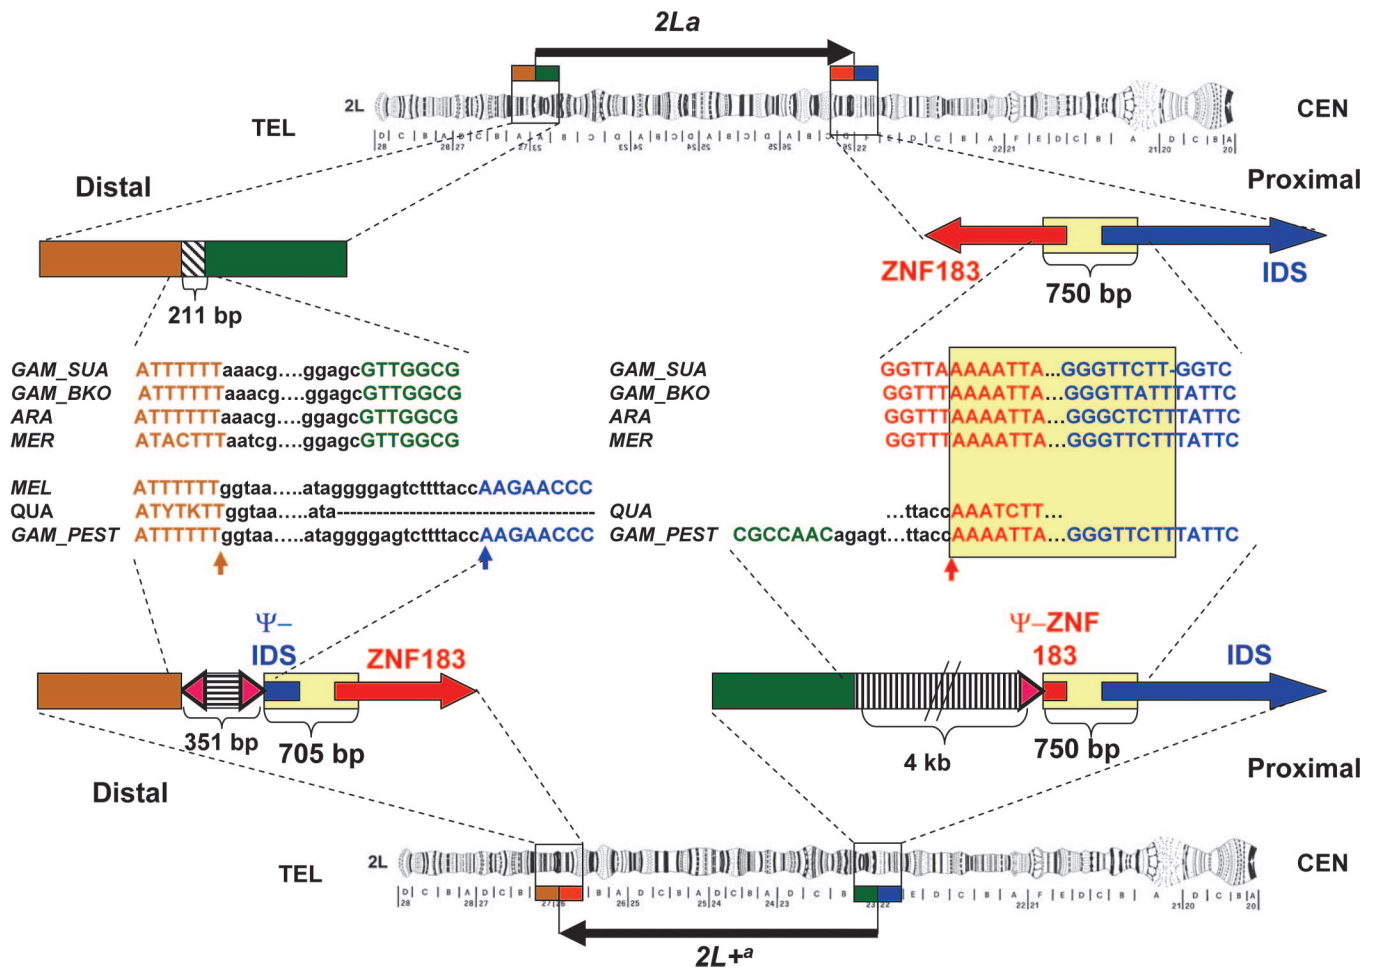 2La
2L
TEL
CEN
Distal
Proximal
ZNF183
IDS
211 bp
750 bp
GAM_SUA ATTTTTTaaacg....ggagcGTTGGCG
GAM_BKO ATTTTTTaaacg....ggagcGTTGGCG
ARA ATTTTTTaaacg....ggagcGTTGGCG
MER ATACTTTaatcg....ggagcGTTGGCG
MEL ATTTTTTggtaa.....ataggggagtcttttaccAAGAACCC
QUA ATYTKTTggtaa.....ata--------------------------------------
GAM_PEST ATTTTTTggtaa.....ataggggagtcttttaccAAGAACCC
GAM_SUA GGTTAAAAATTA...GGGTTCTT-GGTC
GAM_BKO GGTTTAAAATTA...GGGTTATTTATTC
ARA GGTTTAAAATTA...GGGCTCTTTATTC
MER GGTTTAAAATTA...GGGTTCTTTATTC
QUA ...ttaccAAATCTT...
GAM_PEST CGCCAACagagt...ttaccAAAATTA...GGGTTCTTTATTC
Ψ–
IDS
ZNF183
Ψ–ZNF
183
IDS
351 bp
705 bp
4 kb
750 bp
Distal
Proximal
TEL
2L
CEN
2L+a